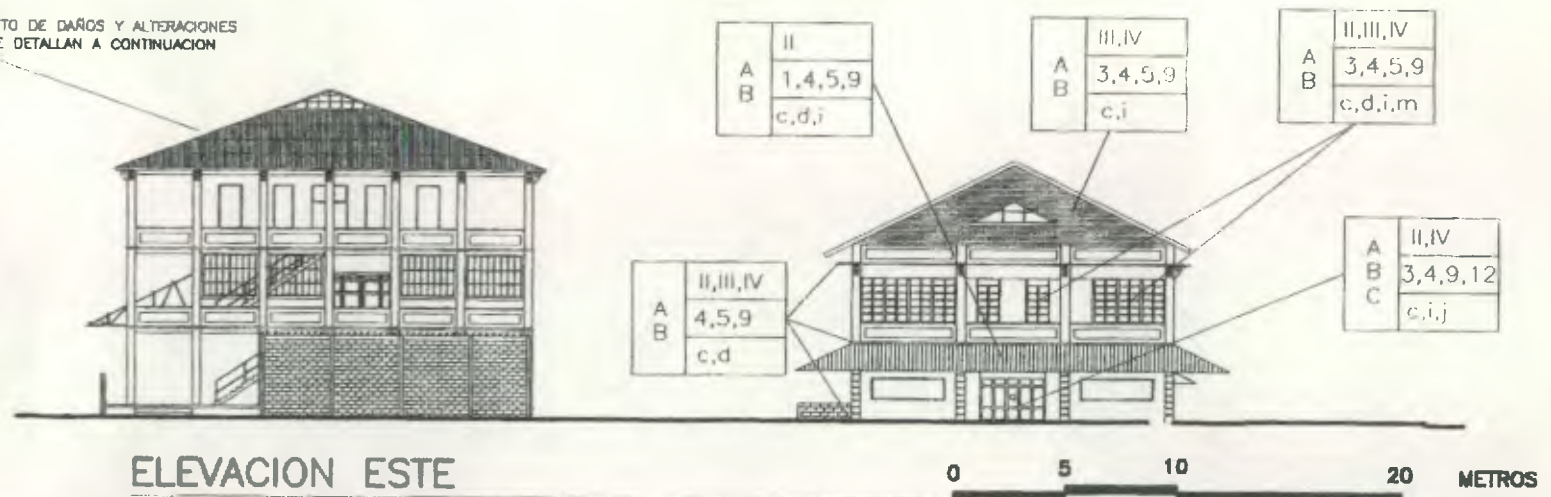 TO DE DAÑOS Y ALTERACIONES
E DETALLAN A CONTINUACION
A
B
II
1,4,5,9
c,d,i
A
B
III,IV
3,4,5,9
c,i
A
B
II,III,IV
3,4,5,9
c,d,i,m
A
B
II,III,IV
4,5,9
c,d
A
B
C
II,IV
3,4,9,12
c,i,j
ELEVACION ESTE
0 5 10 20 METROS